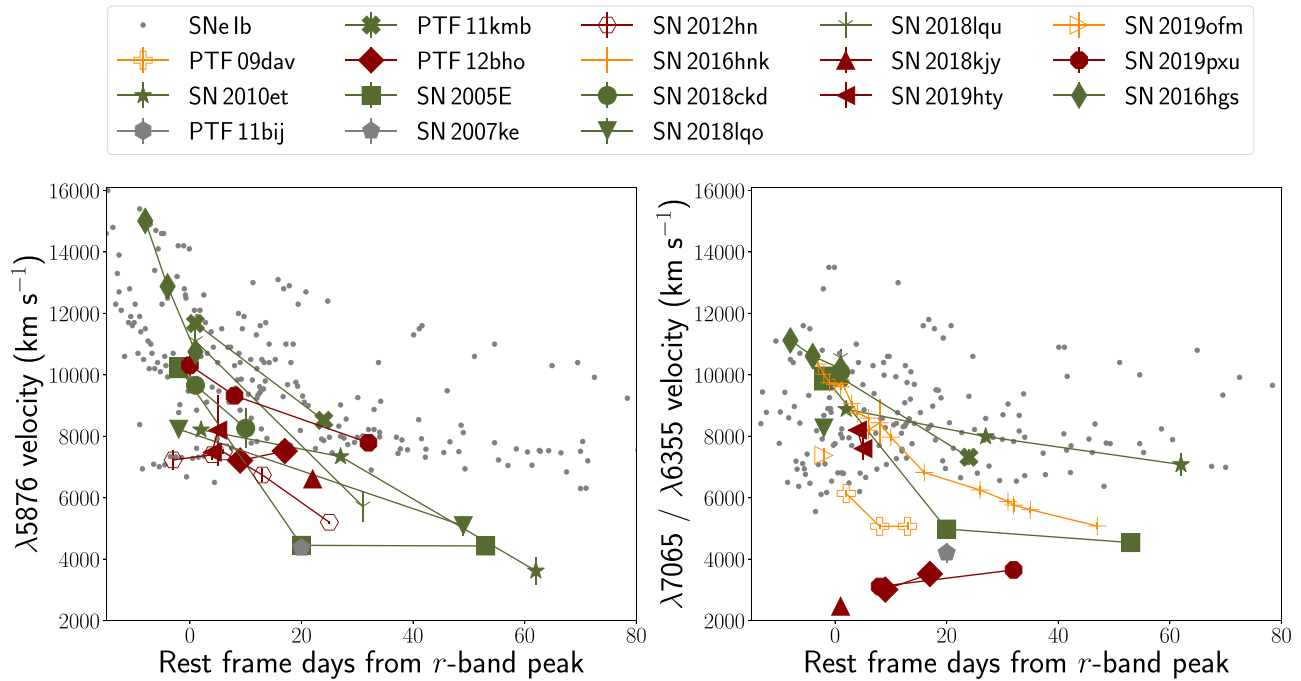 SNe Ib PTF 11kmb SN 2012hn SN 2018lqu SN 2019ofm
PTF 09dav PTF 12bho SN 2016hnk SN 2018kjy SN 2019pxu
SN 2010et SN 2005E SN 2018ckd SN 2019hty SN 2016hgs
PTF 11bij SN 2007ke SN 2018lqo
λ5876 velocity (km s⁻¹)
16000
14000
12000
10000
8000
6000
4000
2000
0 20 40 60 80
Rest frame days from r-band peak
λ7065 / λ6355 velocity (km s⁻¹)
16000
14000
12000
10000
8000
6000
4000
2000
0 20 40 60 80
Rest frame days from r-band peak